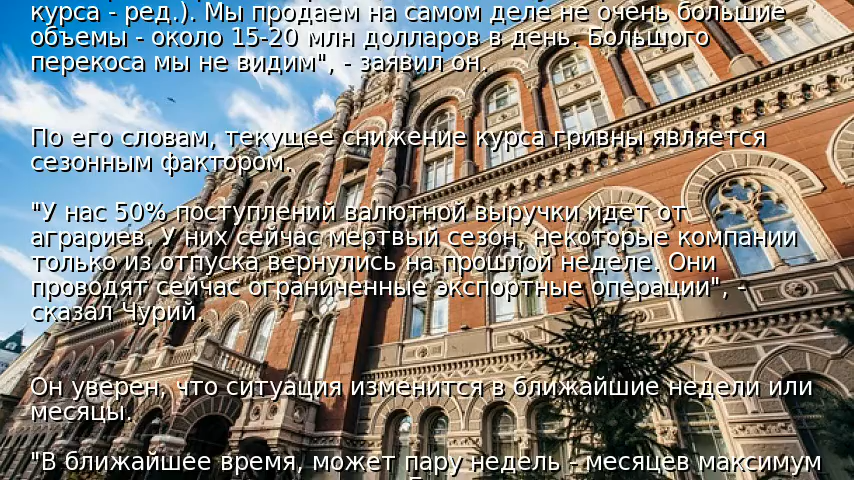 курса - ред.). Мы продаем на самом деле не очень большие
объемы - около 15-20 млн долларов в день. Большого
перекоса мы не видим", - заявил он.
По его словам, текущее снижение курса гривны является
сезонным фактором.
"У нас 50% поступлений валютной выручки идет от
аграриев. У них сейчас мертвый сезон, некоторые компании
только из отпуска вернулись на прошлой неделе. Они
проводят сейчас ограниченные экспортные операции", -
сказал Чурий.
Он уверен, что ситуация изменится в ближайшие недели или
месяцы.
"В ближайшее время, может пару недель - месяцев максимум